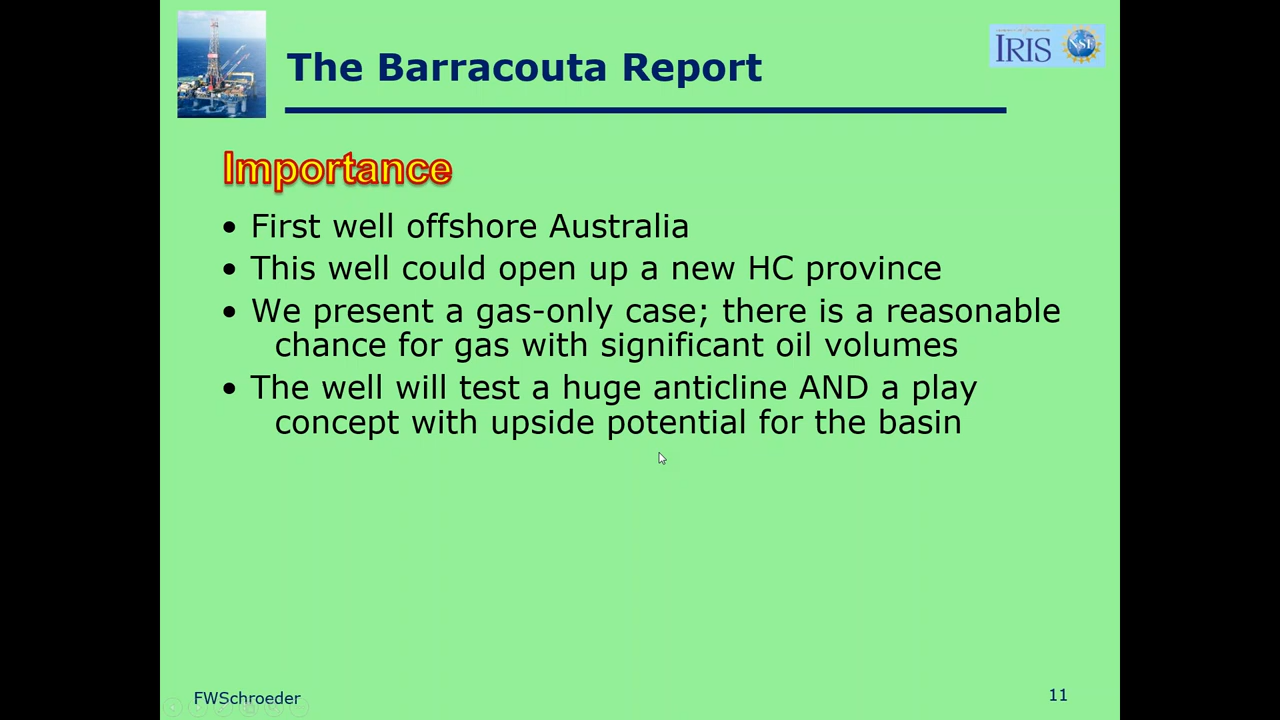 The Barracouta Report
IRIS
NSF
Importance
• First well offshore Australia
• This well could open up a new HC province
• We present a gas-only case; there is a reasonable
chance for gas with significant oil volumes
• The well will test a huge anticline AND a play
concept with upside potential for the basin
FWSchroeder
11